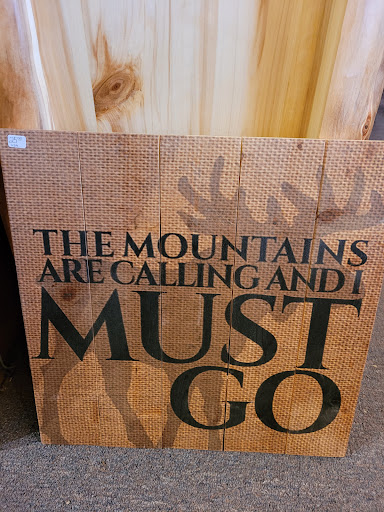 THE MOUNTAINS
ARE CALLING AND I
MUST
GO